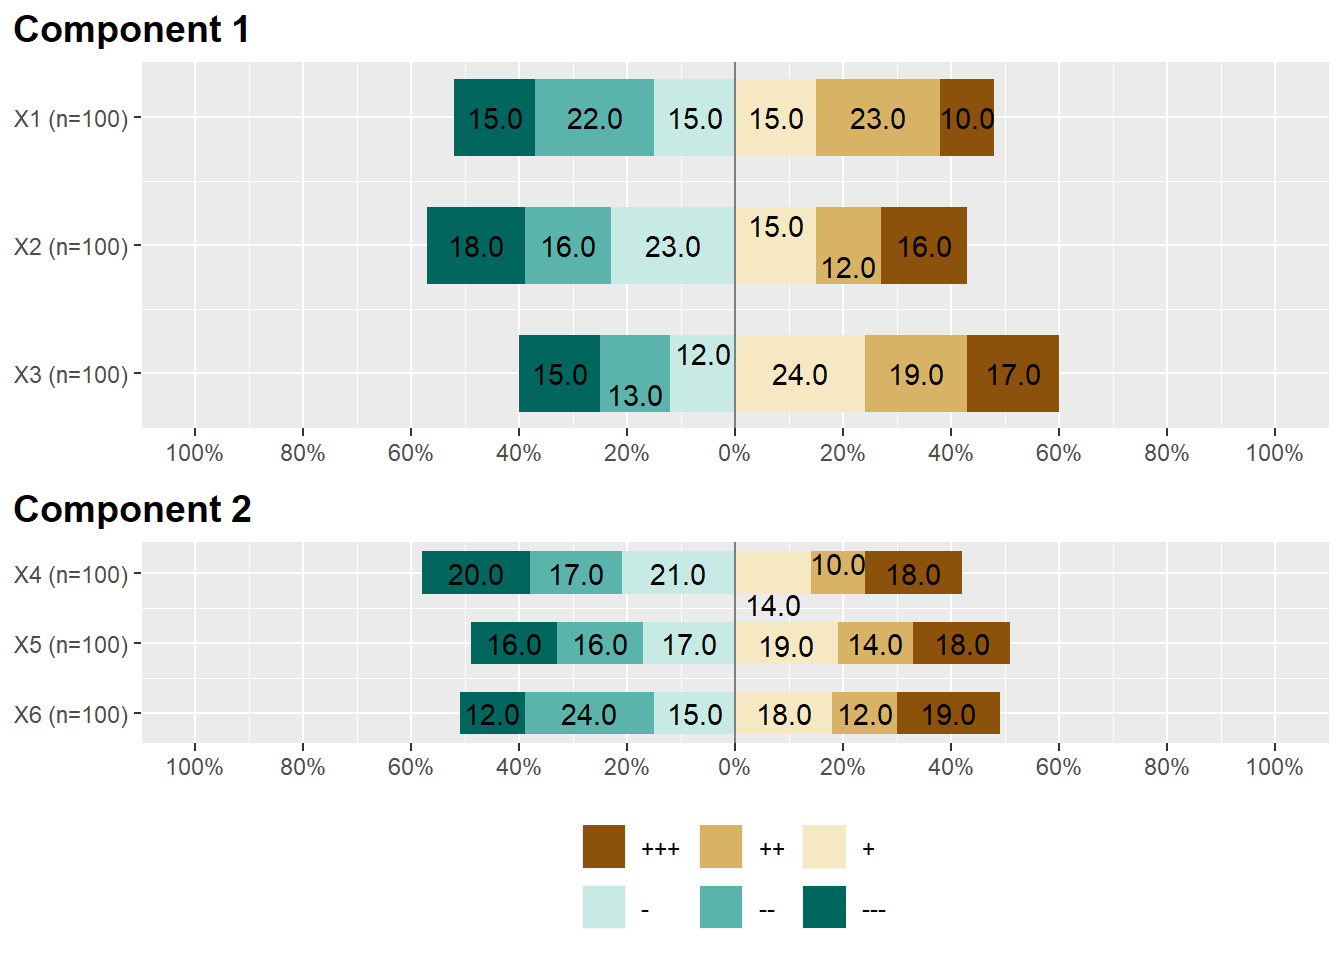 Component 1
X1 (n=100) 15.0 22.0 15.0 15.0 23.0 10.0
X2 (n=100) 18.0 16.0 23.0 15.0 12.0 16.0
X3 (n=100) 15.0 13.0 12.0 24.0 19.0 17.0
100% 80% 60% 40% 20% 0% 20% 40% 60% 80% 100%
Component 2
X4 (n=100) 20.0 17.0 21.0 14.0 10.0 18.0
X5 (n=100) 16.0 16.0 17.0 19.0 14.0 18.0
X6 (n=100) 12.0 24.0 15.0 18.0 12.0 19.0
100% 80% 60% 40% 20% 0% 20% 40% 60% 80% 100%
+++ ++ +
- -- ---